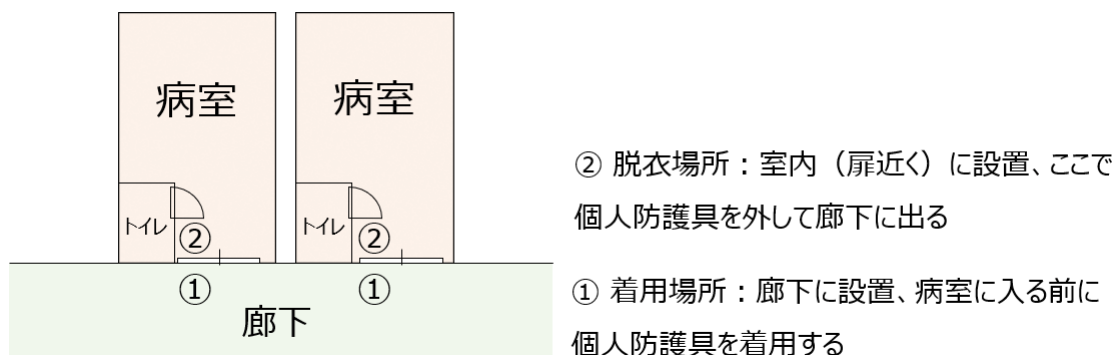 病室
病室
トイレ
トイレ
②
②
①
①
廊下
② 脱衣場所：室内（扉近く）に設置、ここで
個人防護具を外して廊下に出る
① 着用場所：廊下に設置、病室に入る前に
個人防護具を着用する